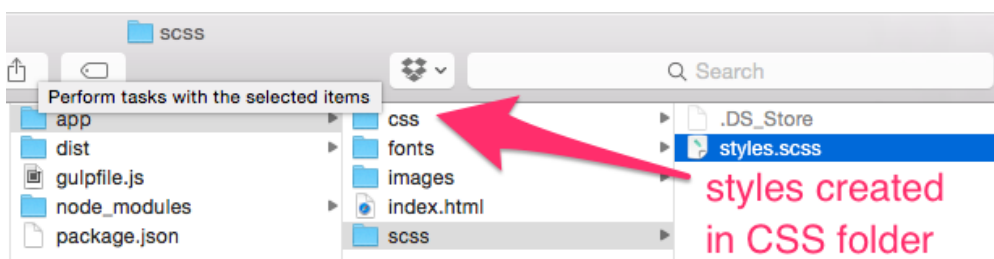 scss
Search
Perform tasks with the selected items
app
dist
gulpfile.js
node_modules
package.json
css
fonts
images
index.html
scss
.DS_Store
styles.scss
styles created
in CSS folder